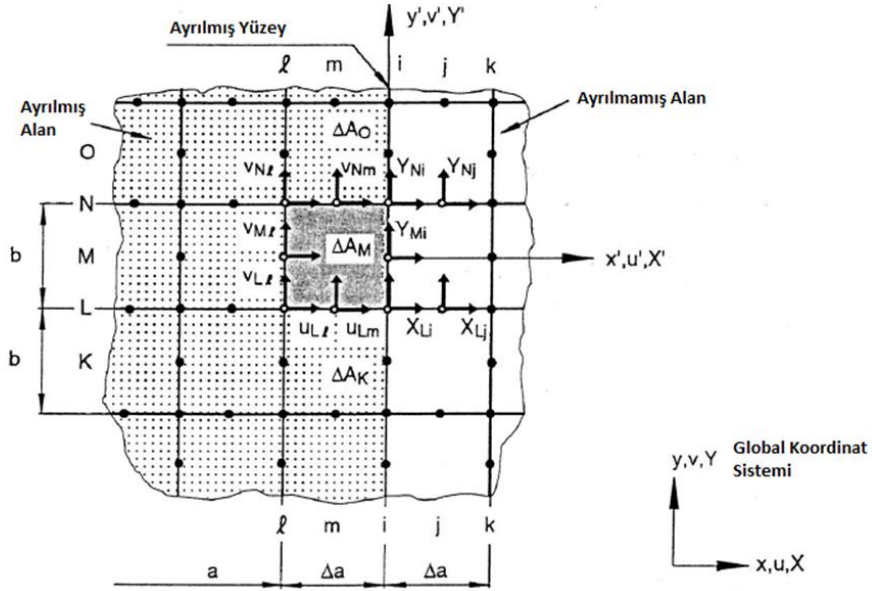 y',v',Y'
Ayrılmış Yüzey
ℓ m i j k
Ayrılmış
Alan
Ayrılmamış Alan
ΔA_O
O
v_Nℓ v_Nm Y_Ni Y_Nj
N
v_Mℓ Y_Mi
b M ΔA_M x',u',X'
v_Lℓ
L
u_Lℓ u_Lm X_Li X_Lj
b K ΔA_K
Global Koordinat
Sistemi
y,v,Y
ℓ m i j k
a Δa Δa
x,u,X